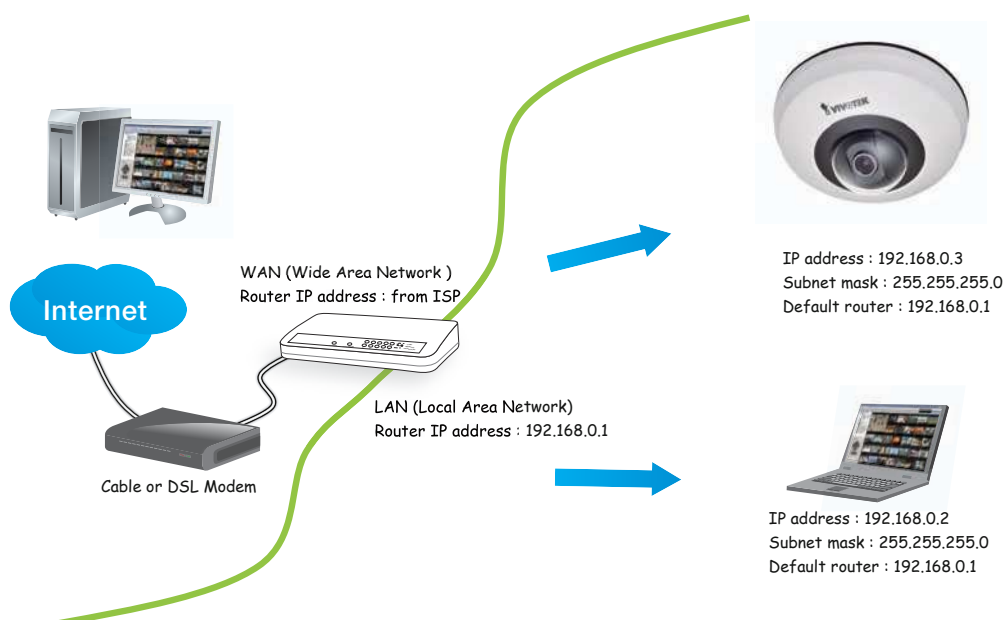 VIVOTEK
IP address : 192.168.0.3
Subnet mask : 255.255.255.0
Default router : 192.168.0.1
WAN (Wide Area Network )
Router IP address : from ISP
Internet
LAN (Local Area Network)
Router IP address : 192.168.0.1
Cable or DSL Modem
IP address : 192.168.0.2
Subnet mask : 255.255.255.0
Default router : 192.168.0.1